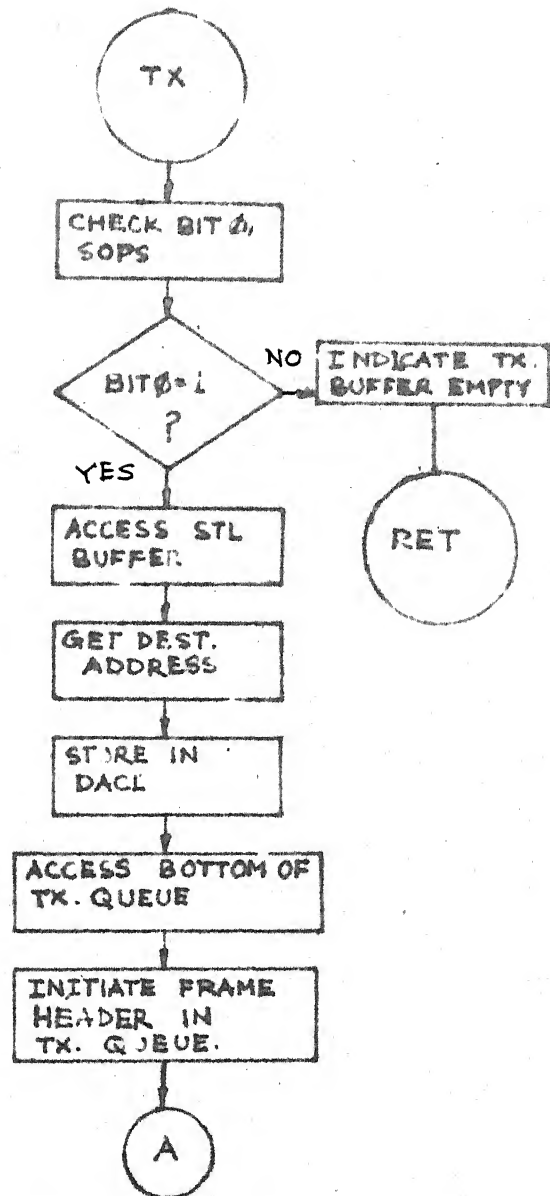 TX
CHECK BIT Ø,
SOPS
BITØ=1
?
NO
INDICATE TX.
BUFFER EMPTY
YES
RET
ACCESS STL
BUFFER
GET DEST.
ADDRESS
STORE IN
DACL
ACCESS BOTTOM OF
TX. QUEUE
INITIATE FRAME
HEADER IN
TX. QUEUE.
A